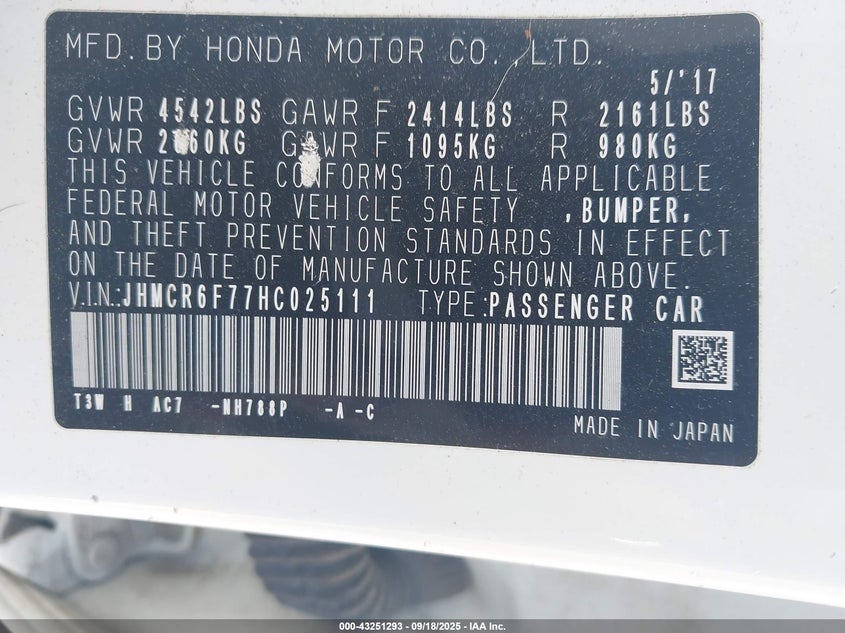 MFD. BY HONDA MOTOR CO., LTD.
5/'17
GVWR 4542LBS GAWR F 2414LBS R 2161LBS
GVWR 2060KG GAWR F 1095KG R 980KG
THIS VEHICLE CONFORMS TO ALL APPLICABLE
FEDERAL MOTOR VEHICLE SAFETY ,BUMPER,
AND THEFT PREVENTION STANDARDS IN EFFECT
ON THE DATE OF MANUFACTURE SHOWN ABOVE.
V.I.N.:JHMCR6F77HC025111 TYPE:PASSENGER CAR
T3W H AC7 -NH788P -A -C
MADE IN JAPAN
000-43251293 - 09/18/2025 - IAA Inc.